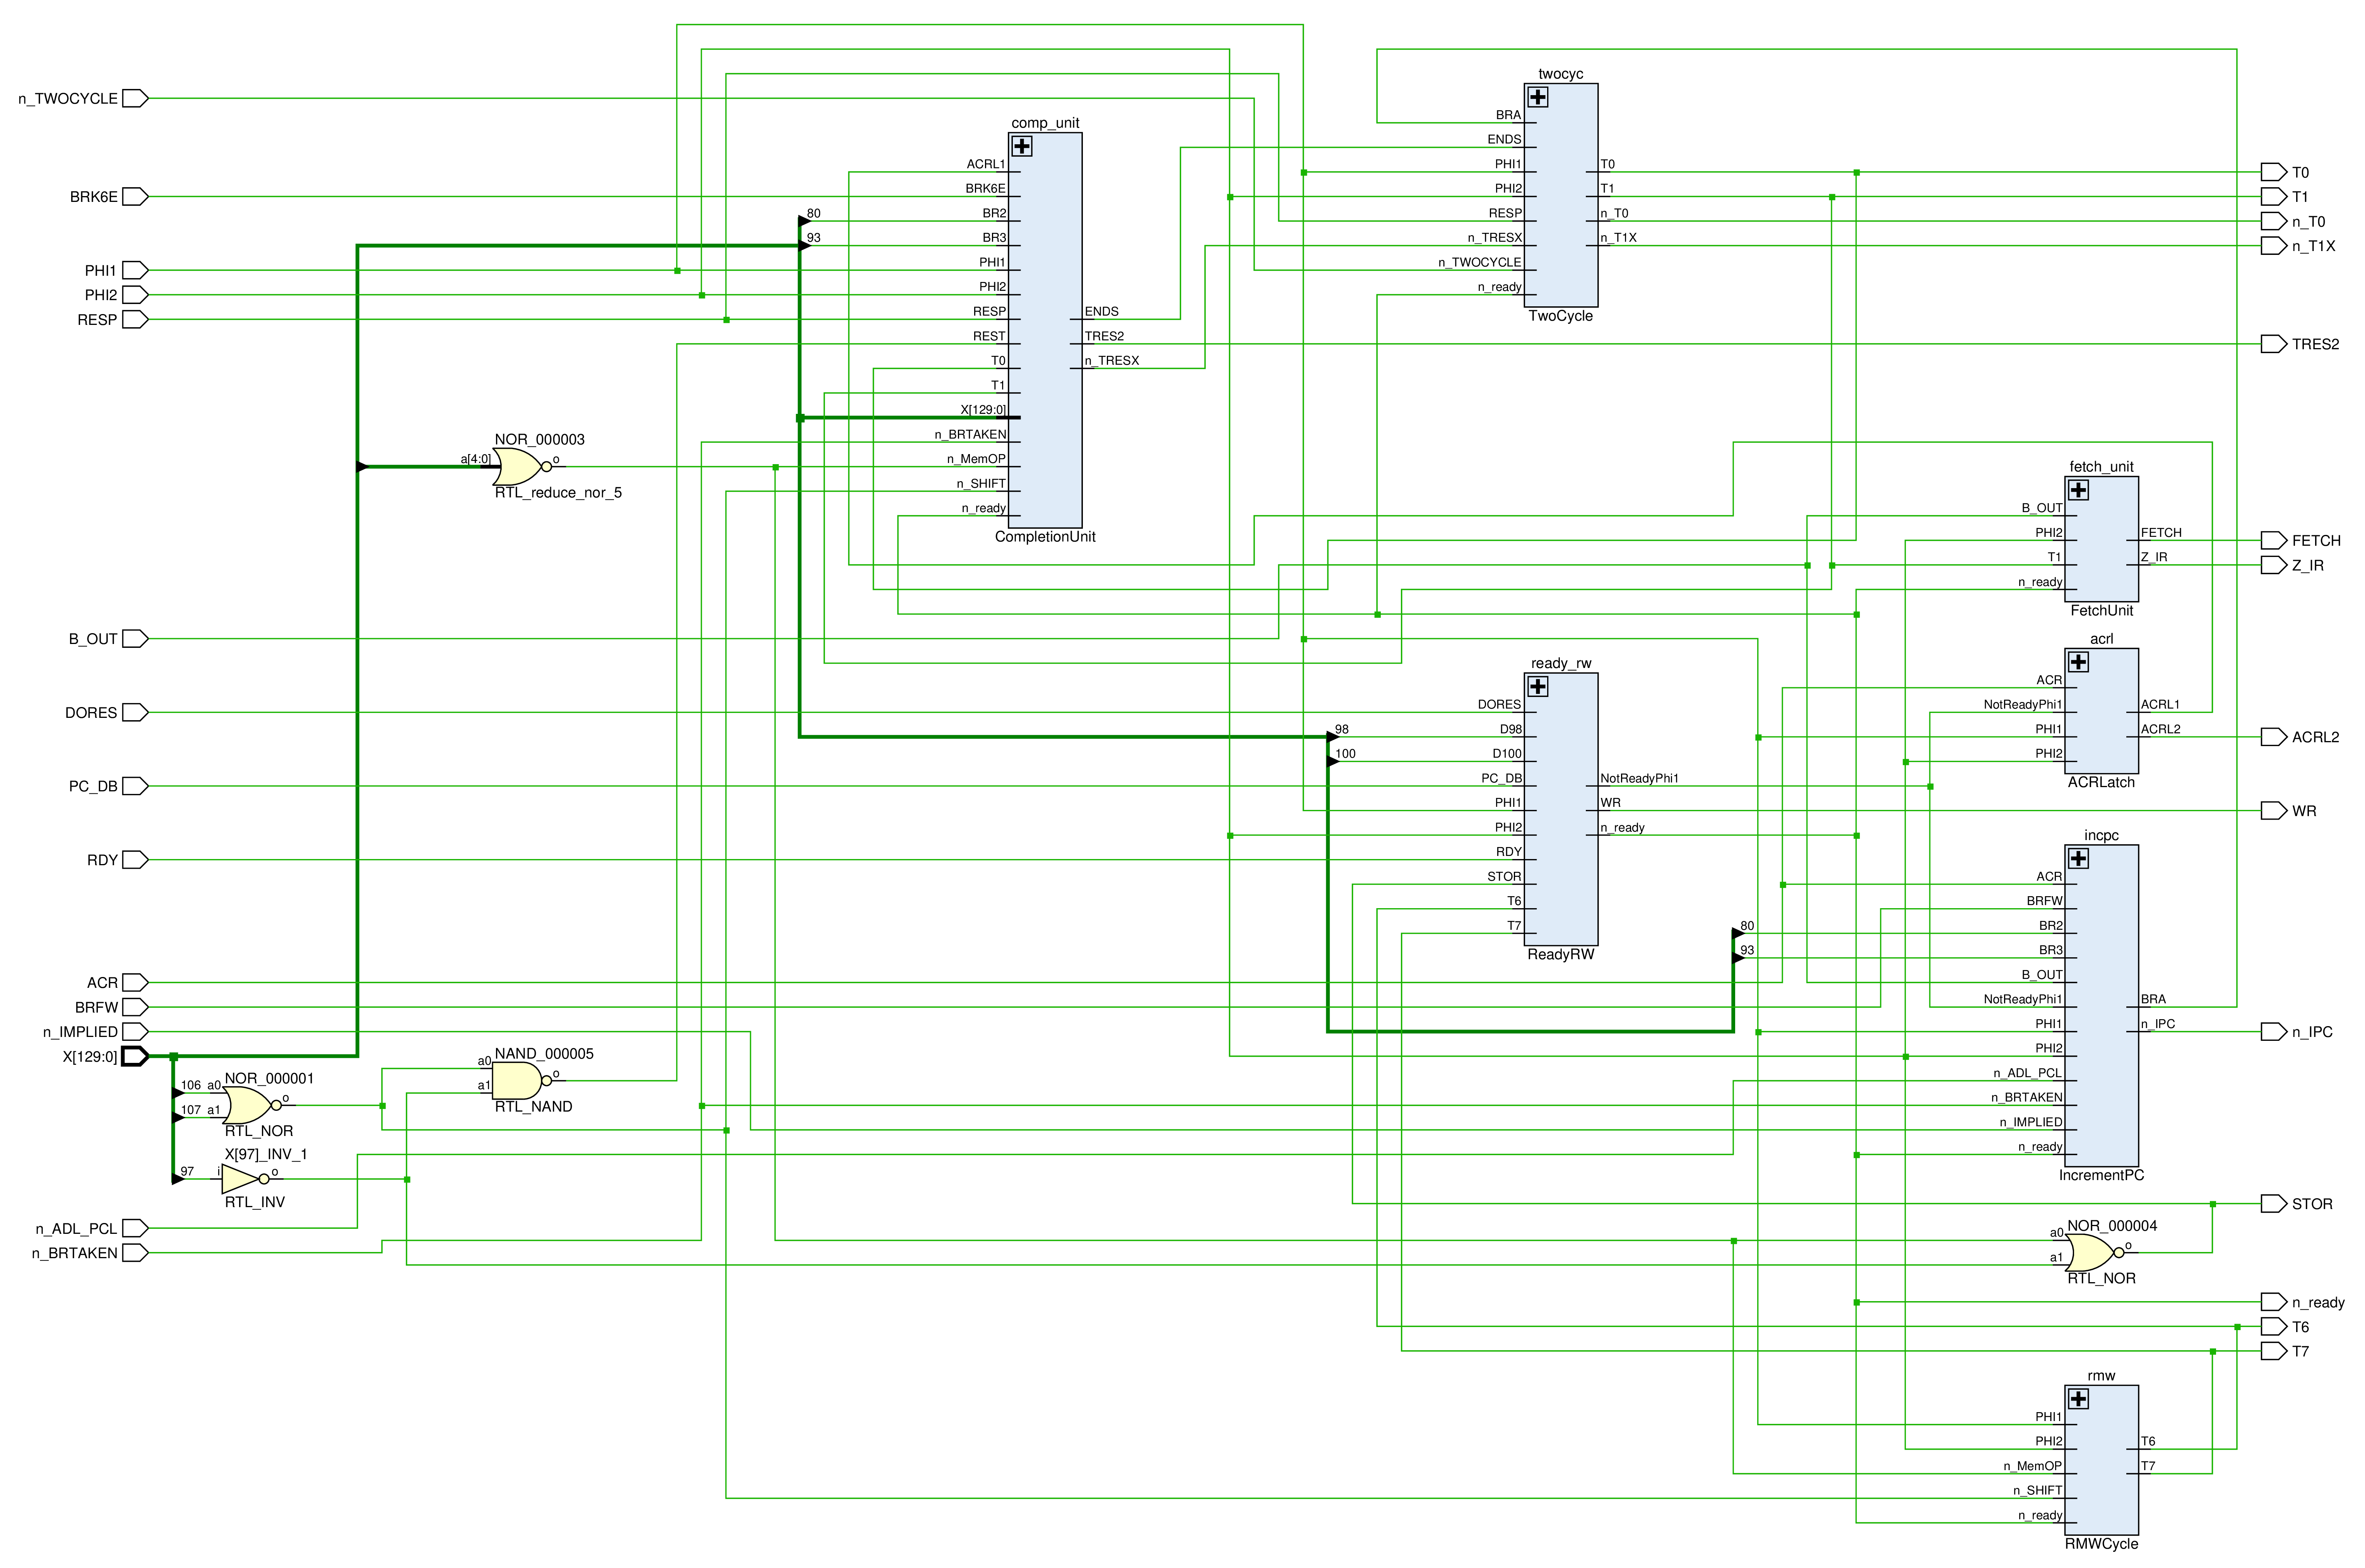 n_TWOCYCLE
BRK6E
PHI1
PHI2
RESP
B_OUT
DORES
PC_DB
RDY
ACR
BRFW
n_IMPLIED
X[129:0]
n_ADL_PCL
n_BRTAKEN
106 a0
107 a1
NOR_000001
o
RTL_NOR
X[97]_INV_1
97
i
o
RTL_INV
NOR_000003
a[4:0]
o
RTL_reduce_nor_5
NAND_000005
a0
a1
o
RTL_NAND
comp_unit
ACRL1
BRK6E
80
BR2
93
BR3
PHI1
PHI2
RESP
REST
T0
T1
X[129:0]
n_BRTAKEN
n_MemOP
n_SHIFT
n_ready
ENDS
TRES2
n_TRESX
CompletionUnit
twocyc
BRA
ENDS
PHI1
PHI2
RESP
n_TRESX
n_TWOCYCLE
n_ready
T0
T1
n_T0
n_T1X
TwoCycle
ready_rw
DORES
98
D98
100
D100
PC_DB
PHI1
PHI2
RDY
STOR
T6
T7
NotReadyPhi1
WR
n_ready
ReadyRW
fetch_unit
B_OUT
PHI2
T1
n_ready
FETCH
Z_IR
FetchUnit
acrl
ACR
NotReadyPhi1
PHI1
PHI2
ACRL1
ACRL2
ACRLatch
incpc
ACR
BRFW
80
BR2
93
BR3
B_OUT
NotReadyPhi1
PHI1
PHI2
n_ADL_PCL
n_BRTAKEN
n_IMPLIED
n_ready
BRA
n_IPC
IncrementPC
NOR_000004
a0
a1
o
RTL_NOR
rmw
PHI1
PHI2
n_MemOP
n_SHIFT
n_ready
T6
T7
RMWCycle
T0
T1
n_T0
n_T1X
TRES2
FETCH
Z_IR
ACRL2
WR
n_IPC
STOR
n_ready
T6
T7